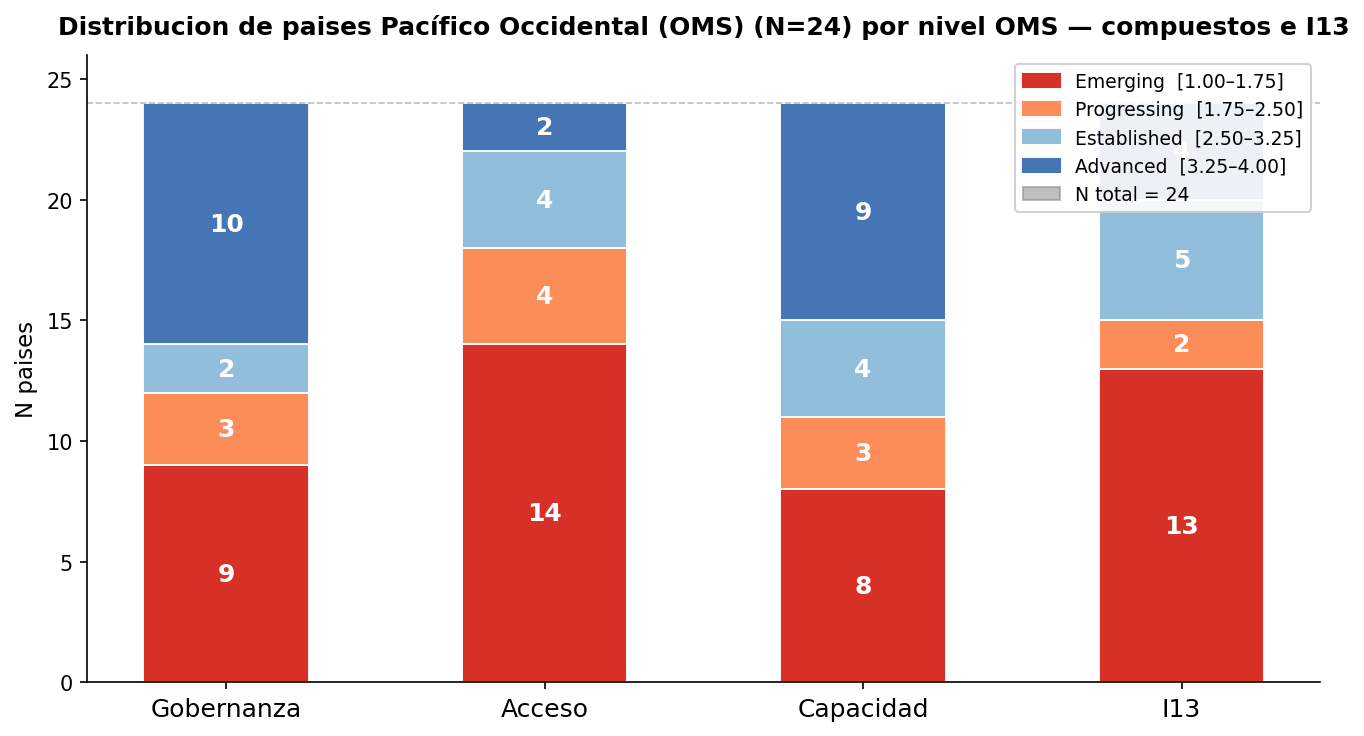 Distribucion de paises Pacífico Occidental (OMS) (N=24) por nivel OMS — compuestos e I13
Emerging [1.00–1.75]
Progressing [1.75–2.50]
Established [2.50–3.25]
Advanced [3.25–4.00]
N total = 24
N paises
25
20
15
10
5
0
10
2
3
9
2
4
4
14
9
4
3
8
5
2
13
Gobernanza
Acceso
Capacidad
I13